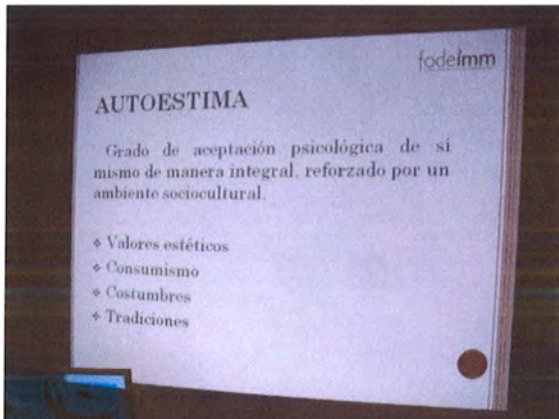 fodeimm
AUTOESTIMA
Grado de aceptación psicológica de sí
mismo de manera integral, reforzado por un
ambiente sociocultural.
❖ Valores estéticos
❖ Consumismo
❖ Costumbres
❖ Tradiciones